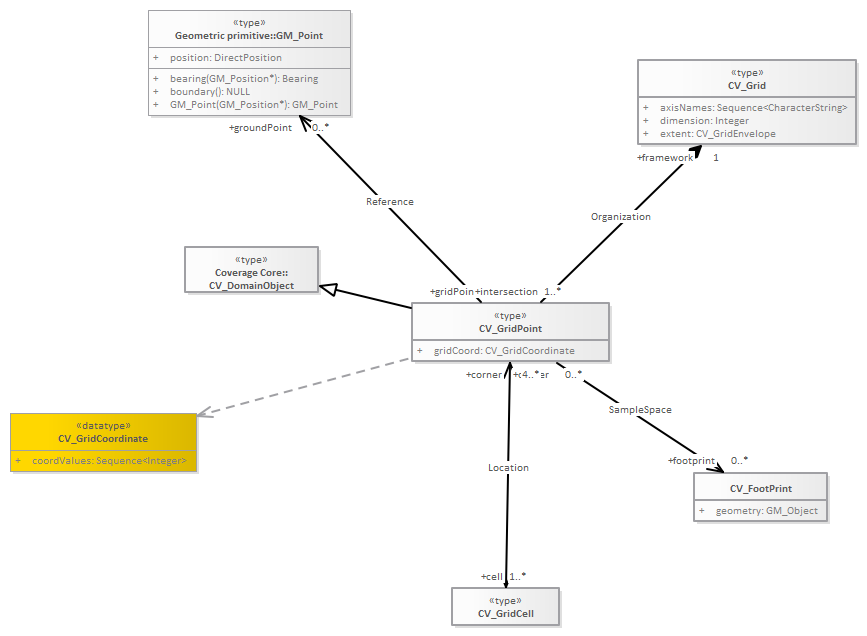 «type»
Geometric primitive::GM_Point
+ position: DirectPosition
+ bearing(GM_Position*): Bearing
+ boundary(): NULL
+ GM_Point(GM_Position*): GM_Point
+groundPoint 0..*
«type»
CV_Grid
+ axisNames: Sequence<CharacterString>
+ dimension: Integer
+ extent: CV_GridEnvelope
+framework 1
Reference
Organization
«type»
Coverage Core::
CV_DomainObject
+gridPoin +intersection 1..*
«type»
CV_GridPoint
+ gridCoord: CV_GridCoordinate
+corner 4..* er 0..*
SampleSpace
«datatype»
CV_GridCoordinate
+ coordValues: Sequence<Integer>
Location
+footprint 0..*
CV_FootPrint
+ geometry: GM_Object
+cell 1..*
«type»
CV_GridCell